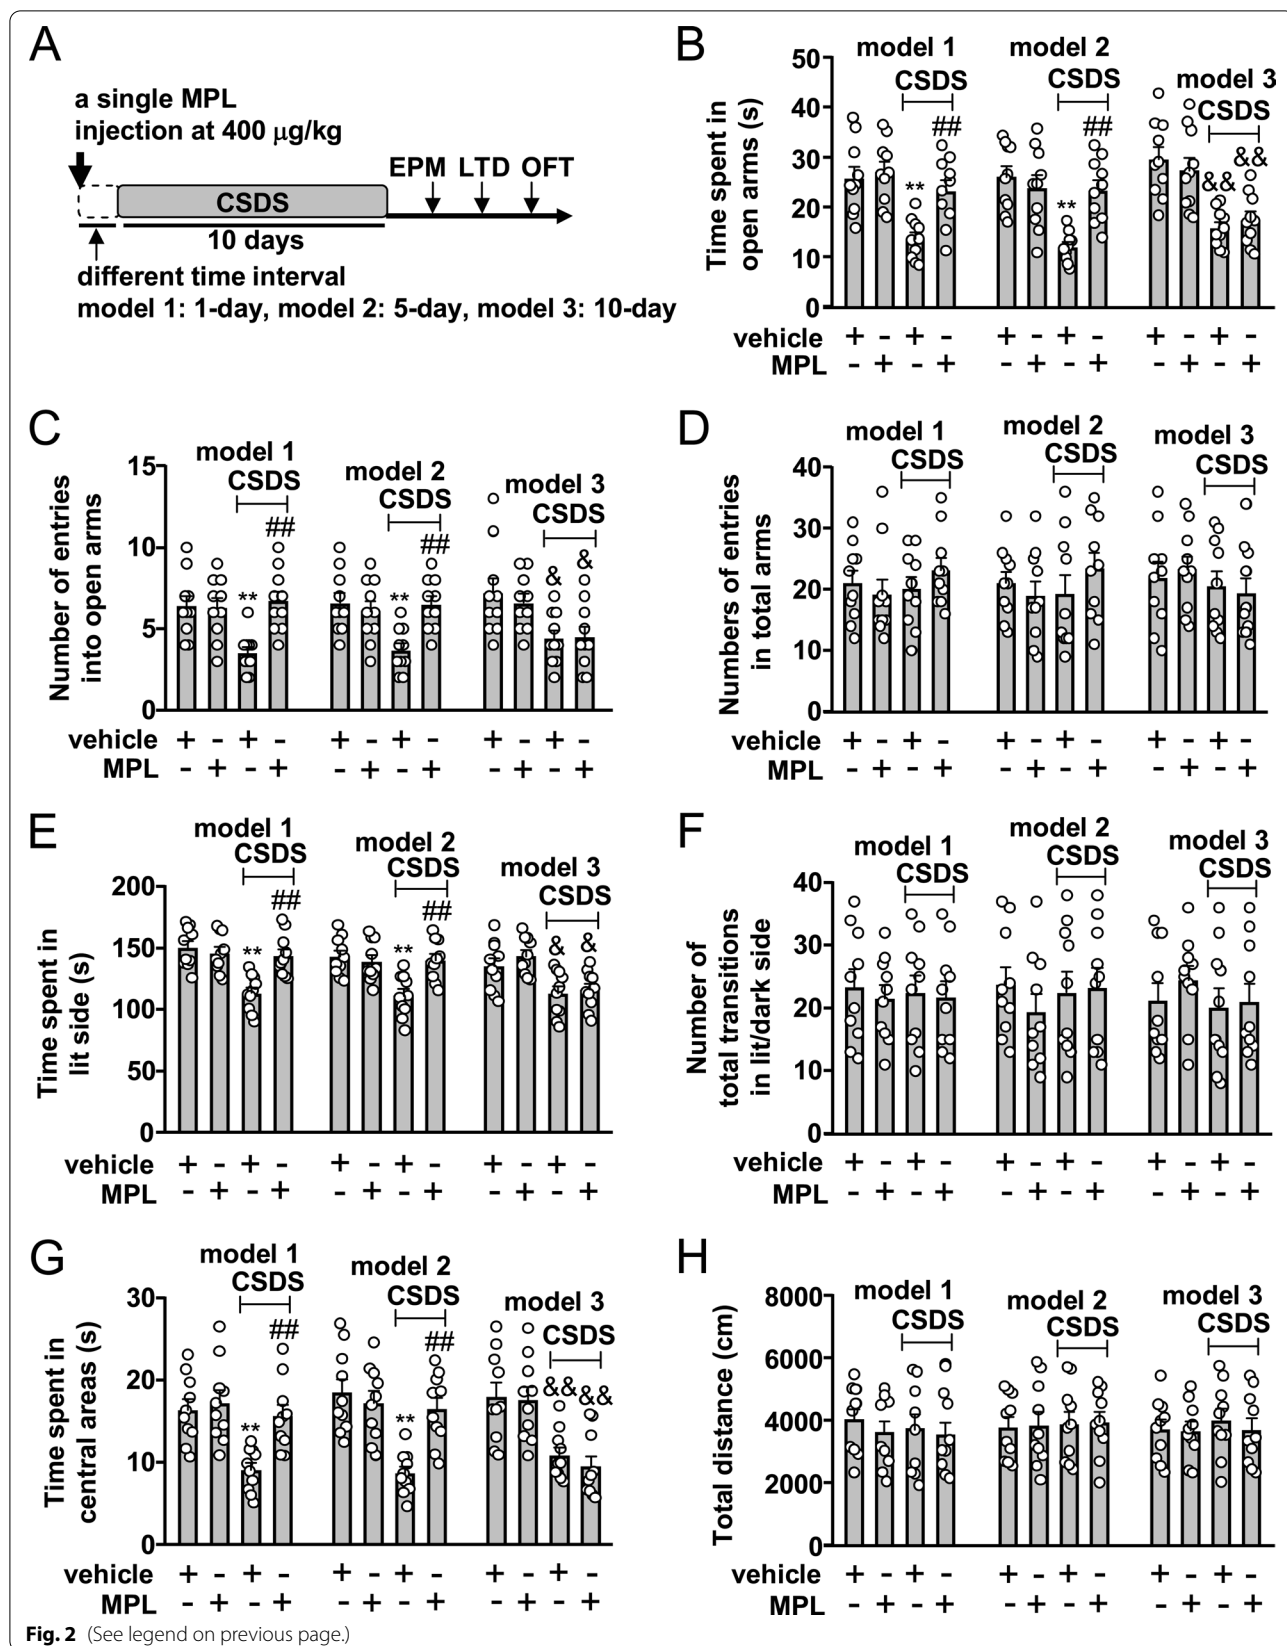 A
a single MPL
injection at 400 μg/kg
CSDS
EPM LTD OFT
10 days
different time interval
model 1: 1-day, model 2: 5-day, model 3: 10-day
B
model 1 model 2 model 3
CSDS CSDS CSDS
Time spent in
open arms (s)
50
40
30
20
10
0
** ## ** ## && &&
vehicle + - + - + - + - + - + -
MPL - + - + - + - + - + - +
C
model 1 model 2 model 3
CSDS CSDS CSDS
Number of entries
into open arms
15
10
5
0
** ## ** ## & &
vehicle + - + - + - + - + - + -
MPL - + - + - + - + - + - +
D
model 1 model 2 model 3
CSDS CSDS CSDS
Numbers of entries
in total arms
40
30
20
10
0
vehicle + - + - + - + - + - + -
MPL - + - + - + - + - + - +
E
model 1 model 2 model 3
CSDS CSDS CSDS
Time spent in
lit side (s)
200
150
100
50
0
** ## ** ## & &
vehicle + - + - + - + - + - + -
MPL - + - + - + - + - + - +
F
model 1 model 2 model 3
CSDS CSDS CSDS
Number of
total transitions
in lit/dark side
40
30
20
10
0
vehicle + - + - + - + - + - + -
MPL - + - + - + - + - + - +
G
model 1 model 2 model 3
CSDS CSDS CSDS
Time spent in
central areas (s)
30
20
10
0
** ## ** ## && &&
vehicle + - + - + - + - + - + -
MPL - + - + - + - + - + - +
H
model 1 model 2 model 3
CSDS CSDS CSDS
Total distance (cm)
8000
6000
4000
2000
0
vehicle + - + - + - + - + - + -
MPL - + - + - + - + - + - +
Fig. 2 (See legend on previous page.)